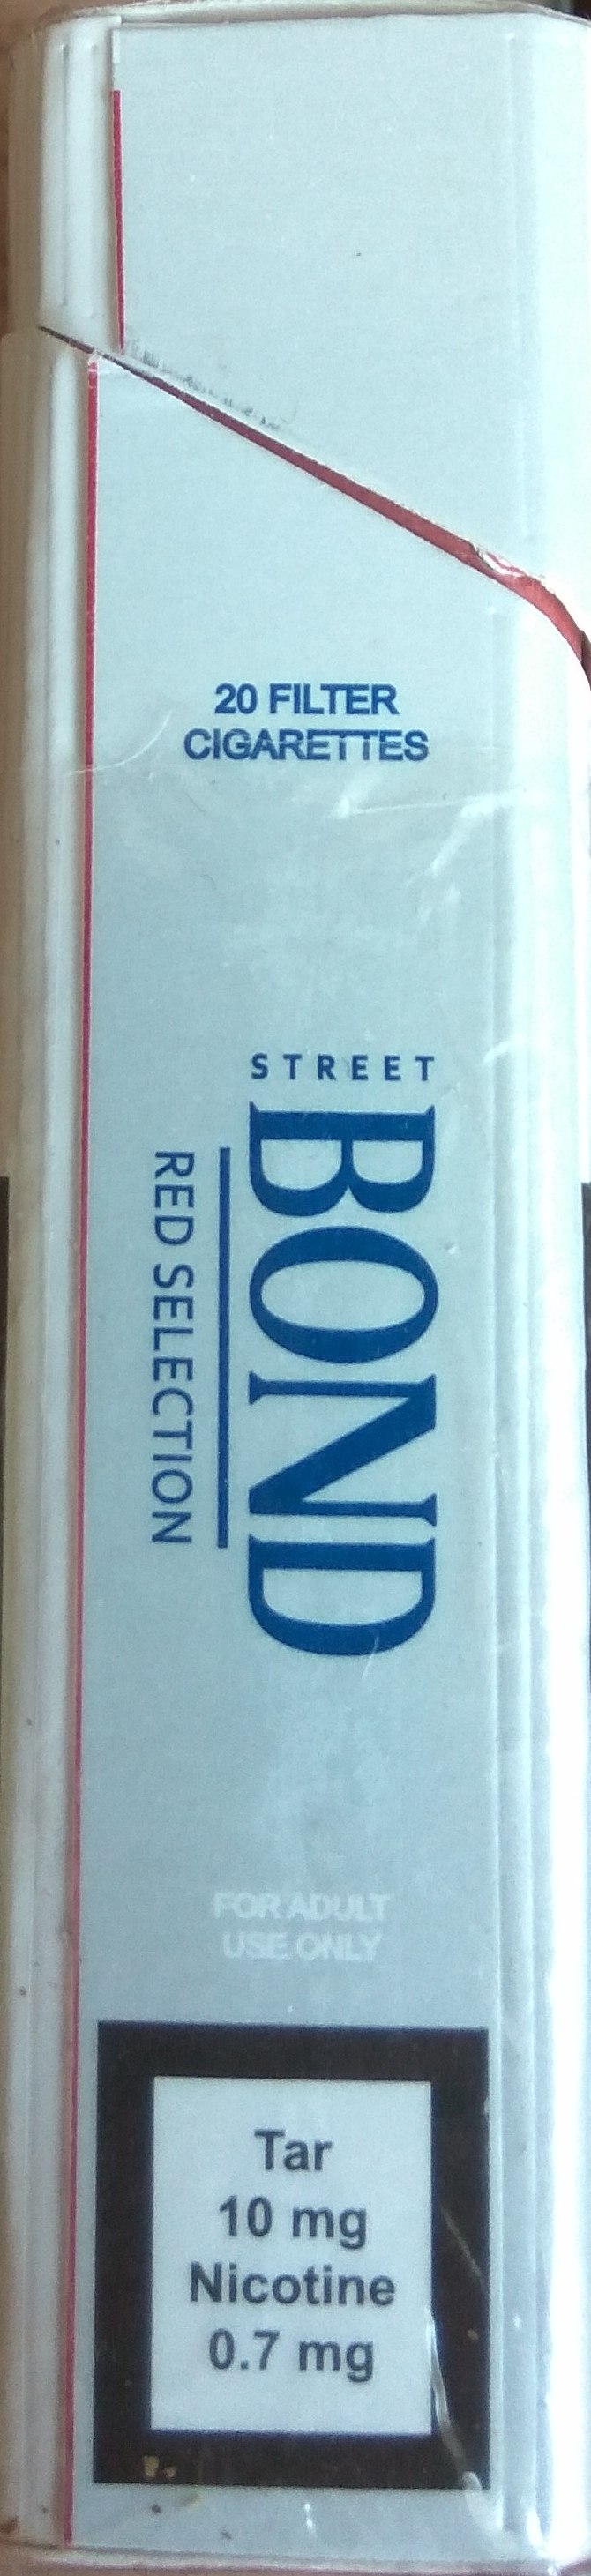 20 FILTER
CIGARETTES
STREET
BOND
RED SELECTION
FOR ADULT
USE ONLY
Tar
10 mg
Nicotine
0.7 mg